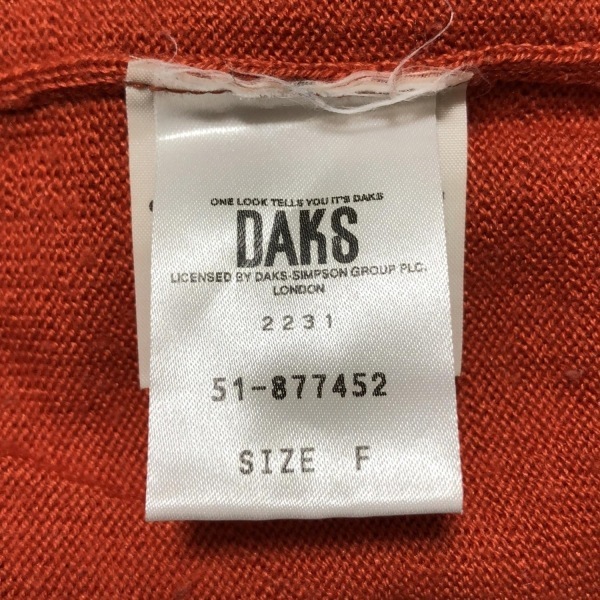 ONE LOOK TELLS YOU IT'S DAKS
DAKS
LICENSED BY DAKS-SIMPSON GROUP PLC.
LONDON
2231
51-877452
SIZE F